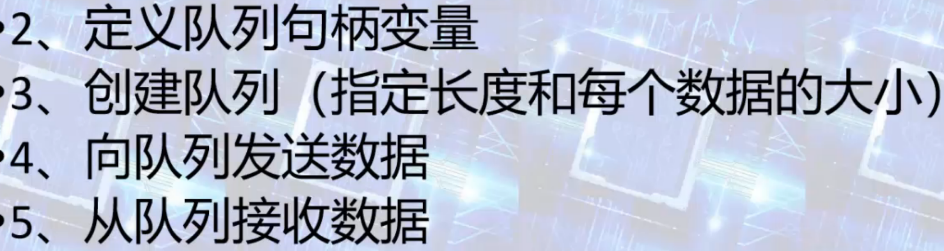 •2、定义队列句柄变量
•3、创建队列（指定长度和每个数据的大小）
•4、向队列发送数据
•5、从队列接收数据